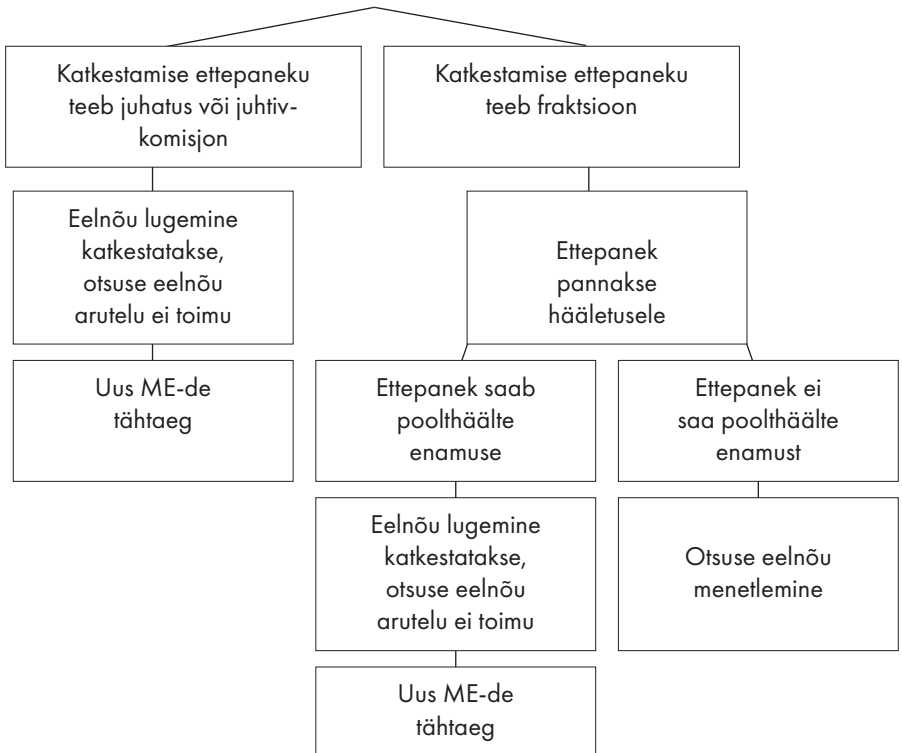 Katkestamise ettepaneku
teeb juhatus või juhtiv-
komisjon
Katkestamise ettepaneku
teeb fraktsioon
Eelnõu lugemine
katkestatakse,
otsuse eelnõu
arutelu ei toimu
Ettepanek
pannakse
hääletusele
Uus ME-de
tähtaeg
Ettepanek saab
poolthäälte
enamuse
Ettepanek ei
saa poolthäälte
enamust
Eelnõu lugemine
katkestatakse,
otsuse eelnõu
arutelu ei toimu
Otsuse eelnõu
menetlemine
Uus ME-de
tähtaeg